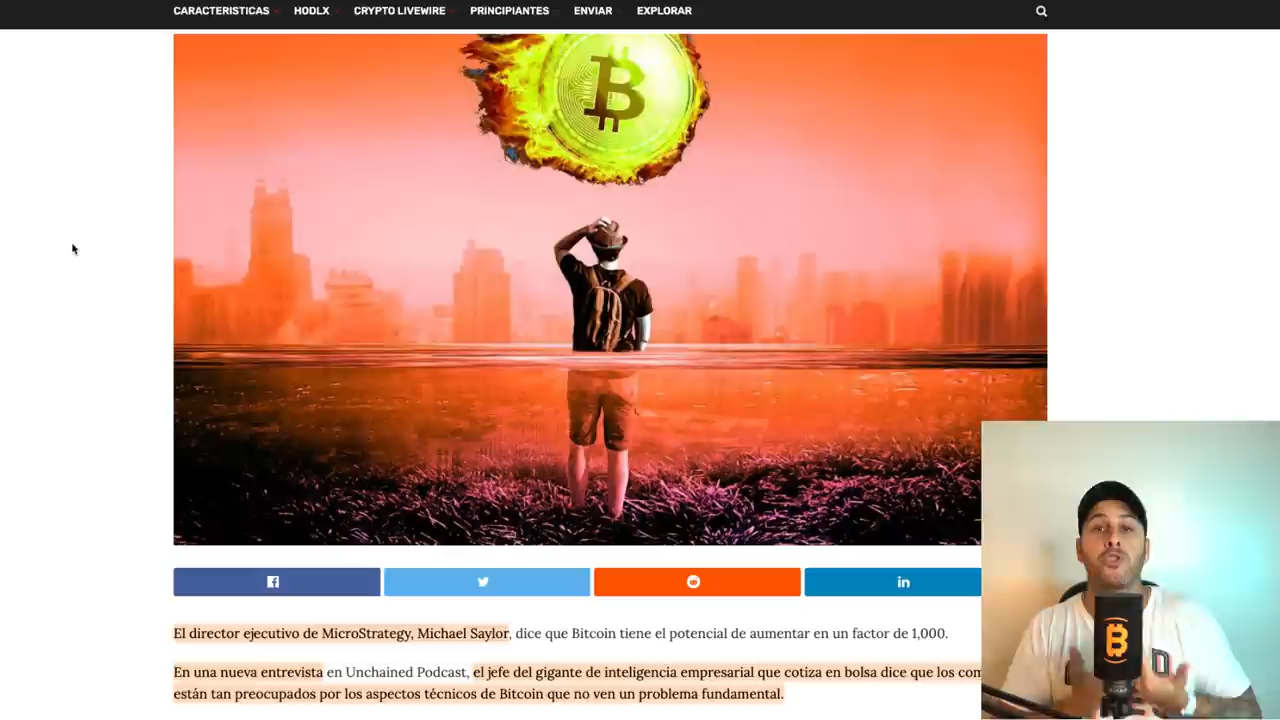 CARACTERISTICAS HODLX CRYPTO LIVEWIRE PRINCIPIANTES ENVIAR EXPLORAR
El director ejecutivo de MicroStrategy, Michael Saylor, dice que Bitcoin tiene el potencial de aumentar en un factor de 1,000.
En una nueva entrevista en Unchained Podcast, el jefe del gigante de inteligencia empresarial que cotiza en bolsa dice que los
están tan preocupados por los aspectos técnicos de Bitcoin que no ven un problema fundamental.